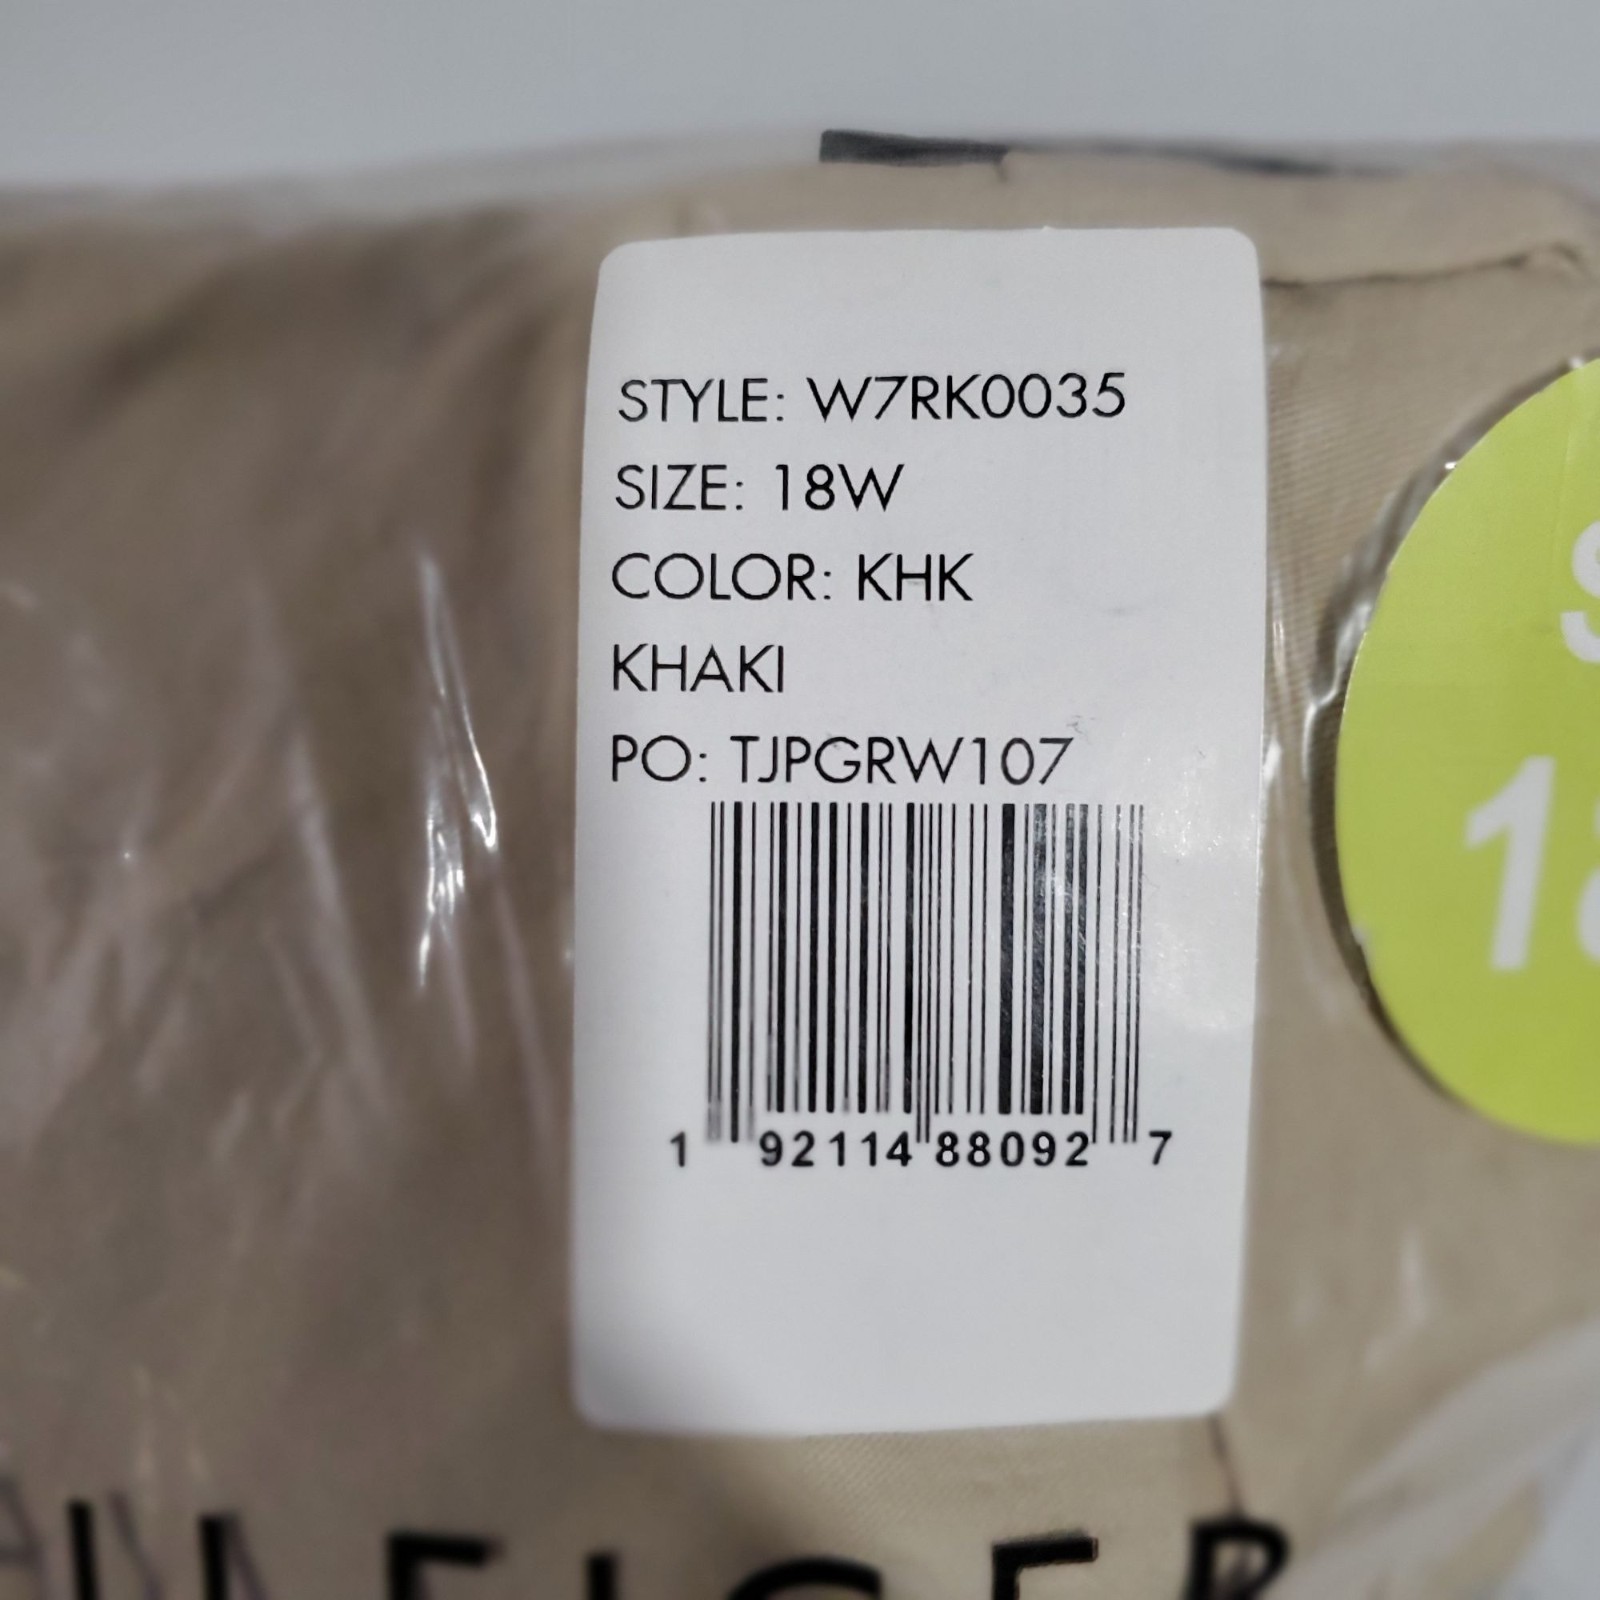 STYLE: W7RK0035
SIZE: 18W
COLOR: KHK
KHAKI
PO: TJPGRW107
1 92114 88092 7